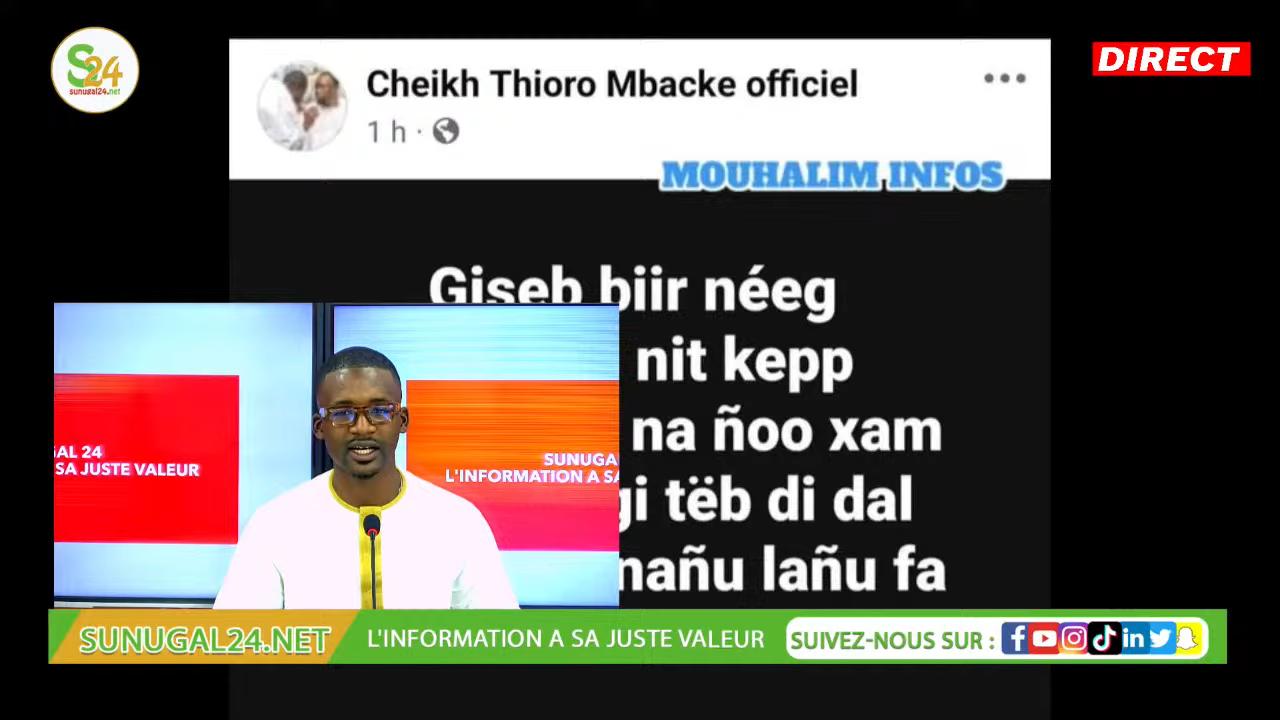 S24
sunugal24.net
DIRECT
Cheikh Thioro Mbacke officiel
1 h ·
MOUHALIM INFOS
Giseb biir néeg
nit kepp
na ñoo xam
gi tëb di dal
nañu lañu fa
AL 24
SA JUSTE VALEUR
SUNUGA
L'INFORMATION A SA
SUNUGAL24.NET
L'INFORMATION A SA JUSTE VALEUR
SUIVEZ-NOUS SUR :